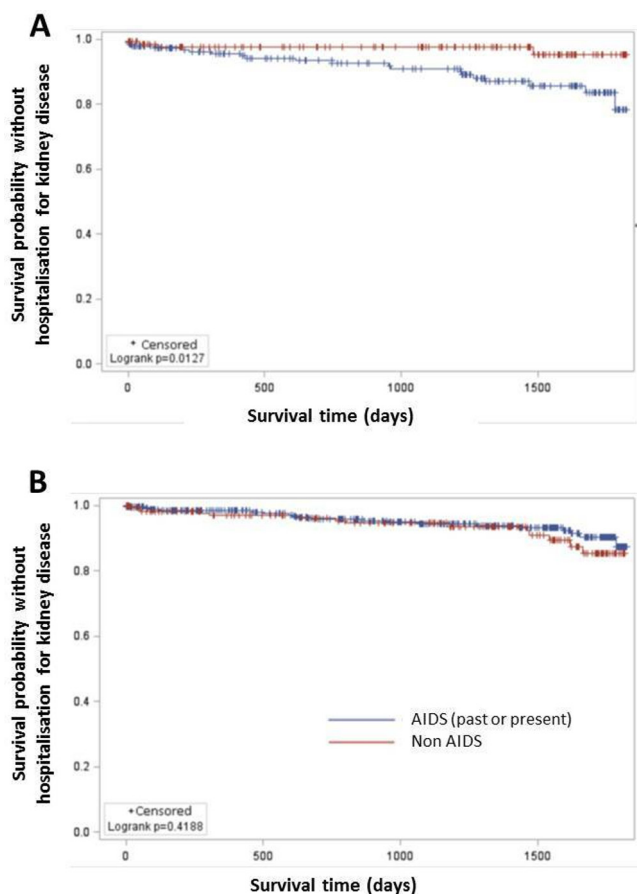 A
Survival probability without
hospitalisation for kidney disease
1.0
0.8
0.6
0.4
0.2
0.0
+ Censored
Logrank p=0.0127
0 500 1000 1500
Survival time (days)
B
Survival probability without
hospitalisation for kidney disease
1.0
0.8
0.6
0.4
0.2
0.0
AIDS (past or present)
Non AIDS
+Censored
Logrank p=0.4188
0 500 1000 1500
Survival time (days)